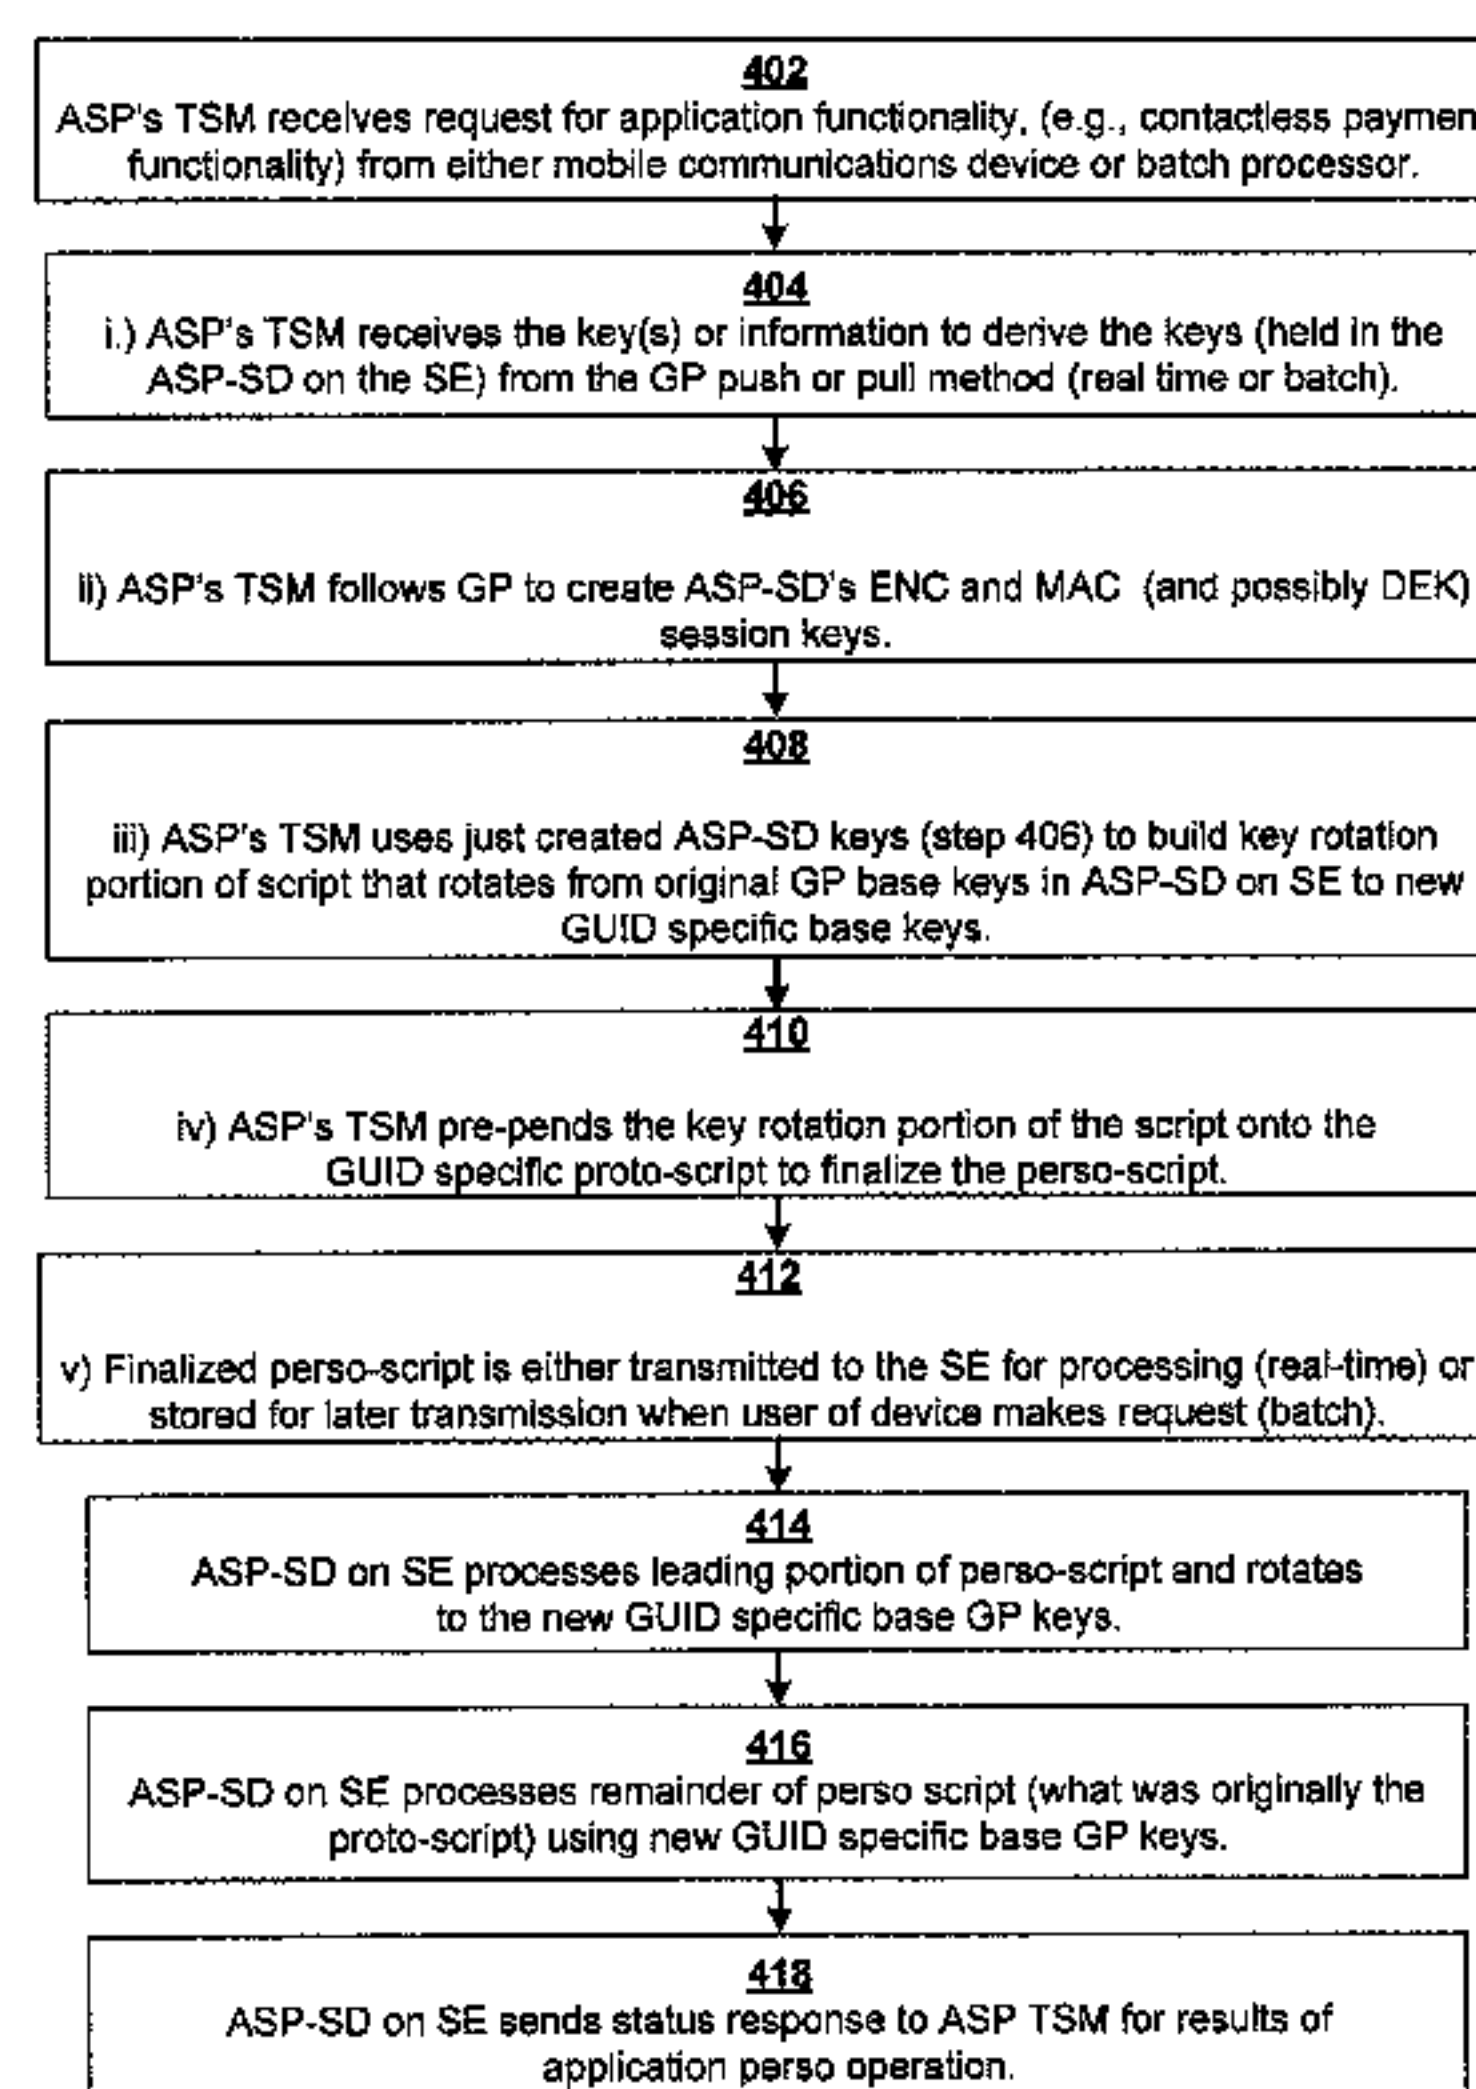 402
ASP's TSM receives request for application functionality, (e.g., contactless paymen
functionality) from either mobile communications device or batch processor.
404
i.) ASP's TSM receives the key(s) or information to derive the keys (held in the
ASP-SD on the SE) from the GP push or pull method (real time or batch).
406
ii) ASP's TSM follows GP to create ASP-SD's ENC and MAC (and possibly DEK)
session keys.
408
iii) ASP's TSM uses just created ASP-SD keys (step 406) to build key rotation
portion of script that rotates from original GP base keys in ASP-SD on SE to new
GUID specific base keys.
410
iv) ASP's TSM pre-pends the key rotation portion of the script onto the
GUID specific proto-script to finalize the perso-script.
412
v) Finalized perso-script is either transmitted to the SE for processing (real-time) or
stored for later transmission when user of device makes request (batch).
414
ASP-SD on SE processes leading portion of perso-script and rotates
to the new GUID specific base GP keys.
416
ASP-SD on SE processes remainder of perso script (what was originally the
proto-script) using new GUID specific base GP keys.
418
ASP-SD on SE sends status response to ASP TSM for results of
application perso operation.